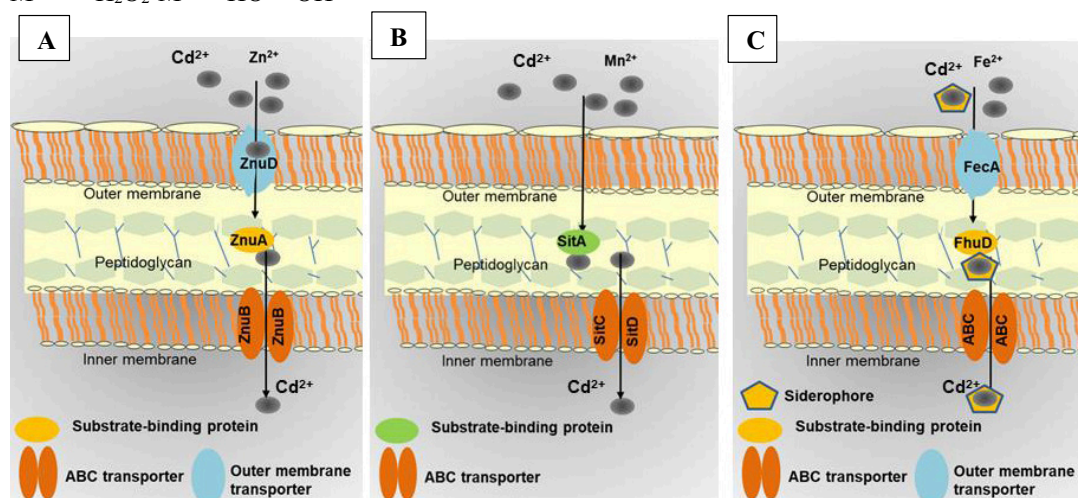 M H₂O₂ M HO OH
A
Cd²⁺ Zn²⁺
ZnuD
Outer membrane
ZnuA
Peptidoglycan
ZnuB ZnuB
Inner membrane
Cd²⁺
Substrate-binding protein
ABC transporter
Outer membrane
transporter
B
Cd²⁺ Mn²⁺
Outer membrane
SitA
Peptidoglycan
SitC SitD
Inner membrane
Cd²⁺
Substrate-binding protein
ABC transporter
C
Cd²⁺ Fe²⁺
FecA
Outer membrane
FhuD
Peptidoglycan
ABC ABC
Inner membrane
Cd²⁺
Siderophore
Substrate-binding protein
ABC transporter
Outer membrane
transporter